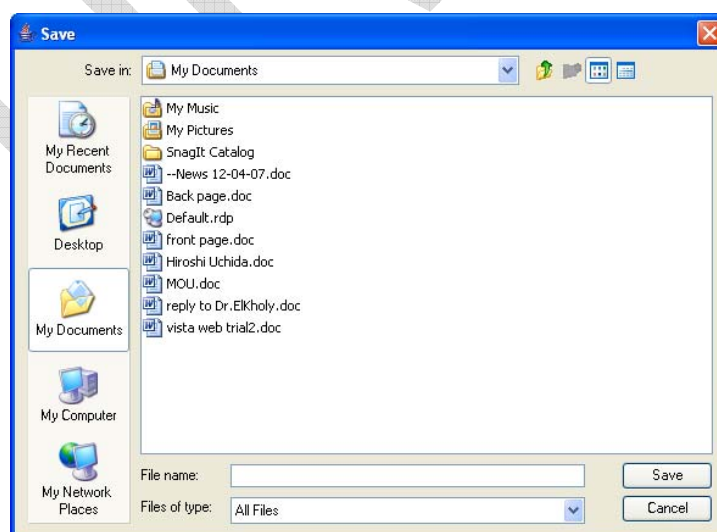 Save
Save in: My Documents
My Recent
Documents
Desktop
My Documents
My Computer
My Network
Places
My Music
My Pictures
SnagIt Catalog
--News 12-04-07.doc
Back page.doc
Default.rdp
front page.doc
Hiroshi Uchida.doc
MOU.doc
reply to Dr.ElKholy.doc
vista web trial2.doc
File name:
Save
Files of type: All Files
Cancel